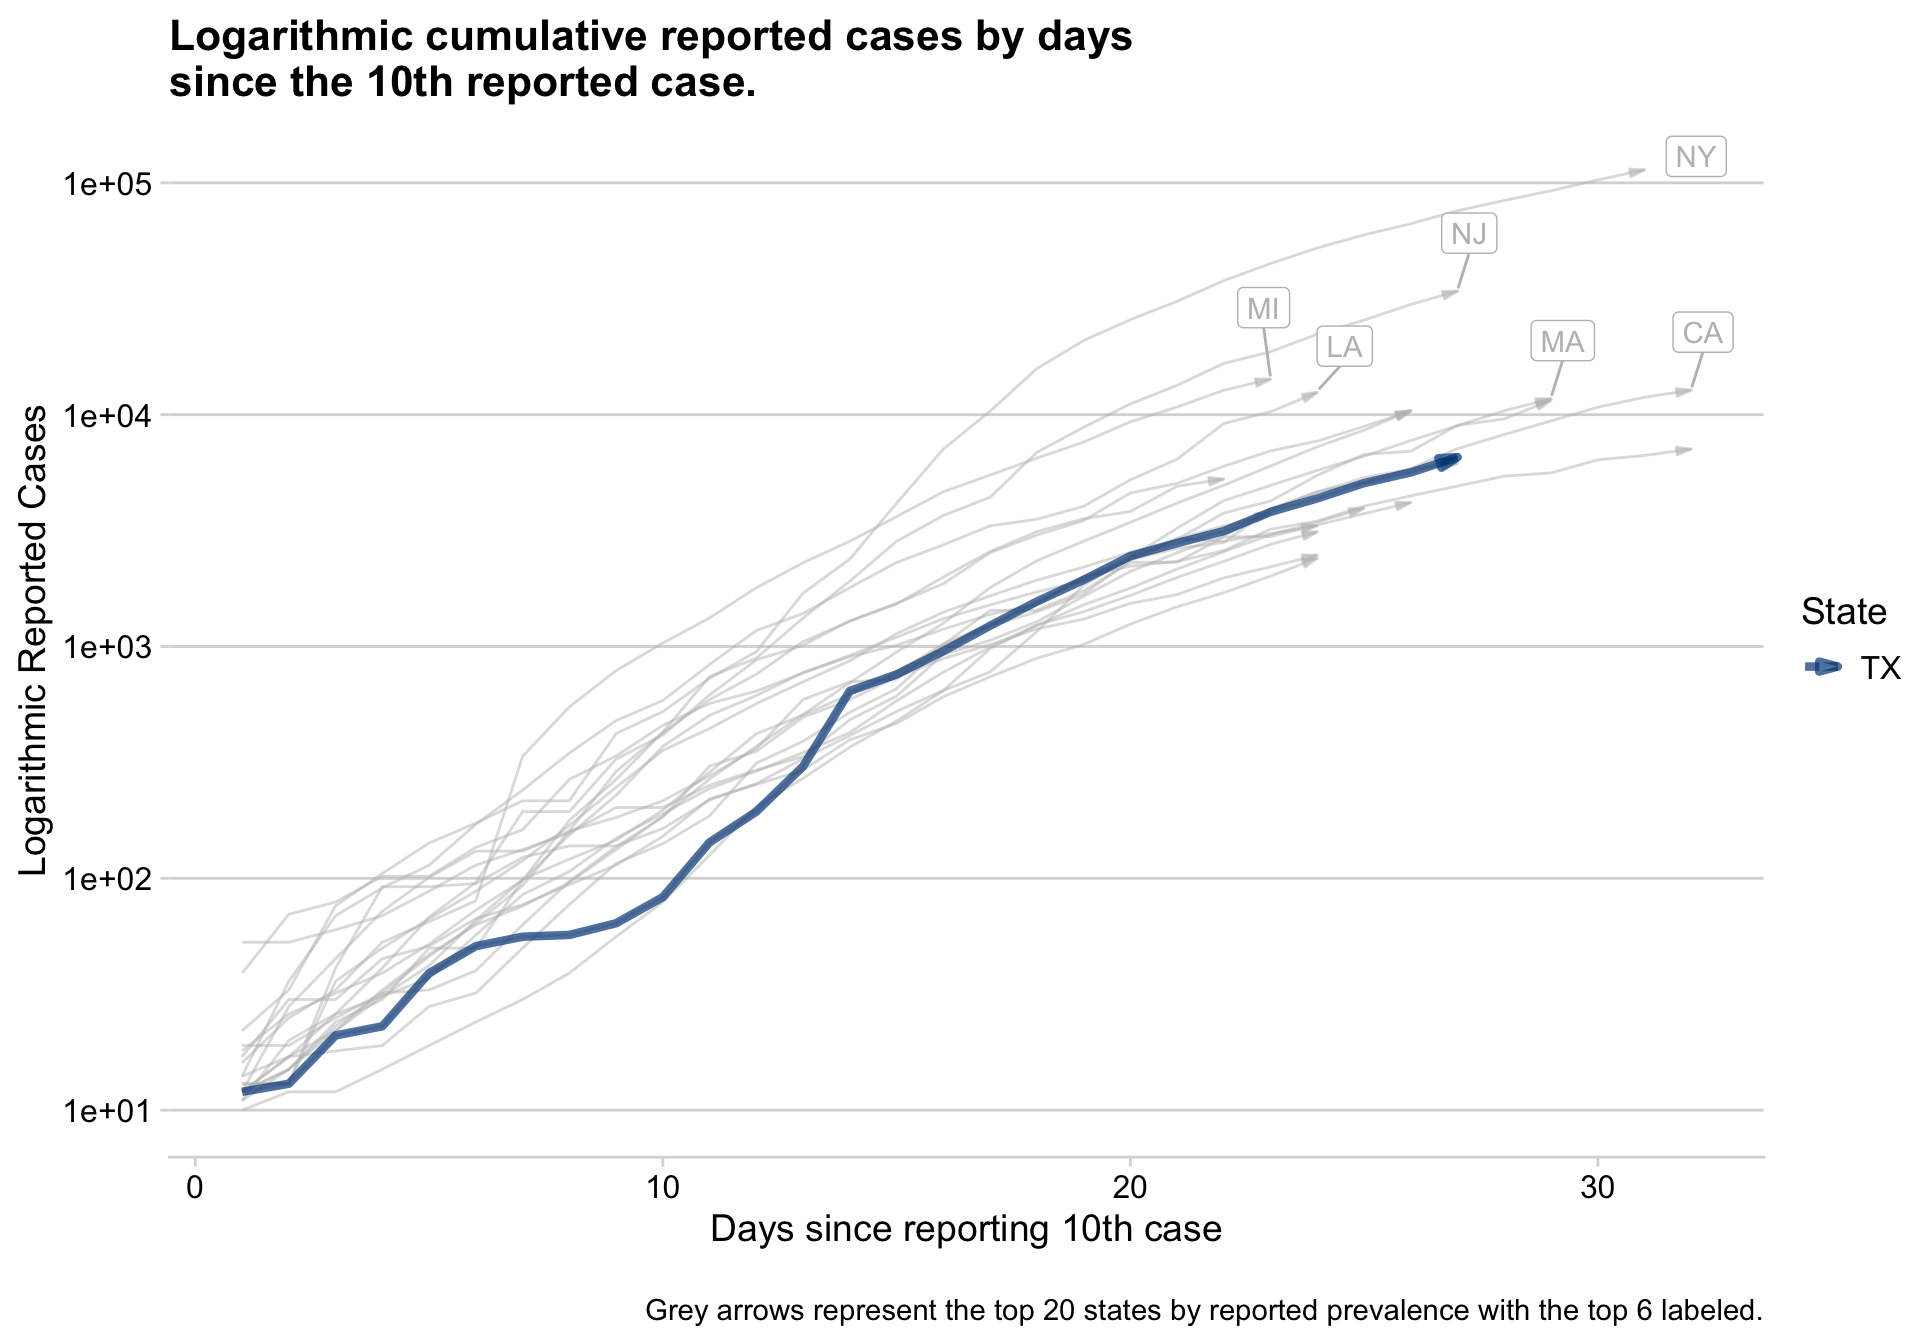 Logarithmic cumulative reported cases by days
since the 10th reported case.
1e+05
1e+04
1e+03
1e+02
1e+01
Logarithmic Reported Cases
NY
NJ
MI
LA
MA
CA
State
TX
0
10
20
30
Days since reporting 10th case
Grey arrows represent the top 20 states by reported prevalence with the top 6 labeled.